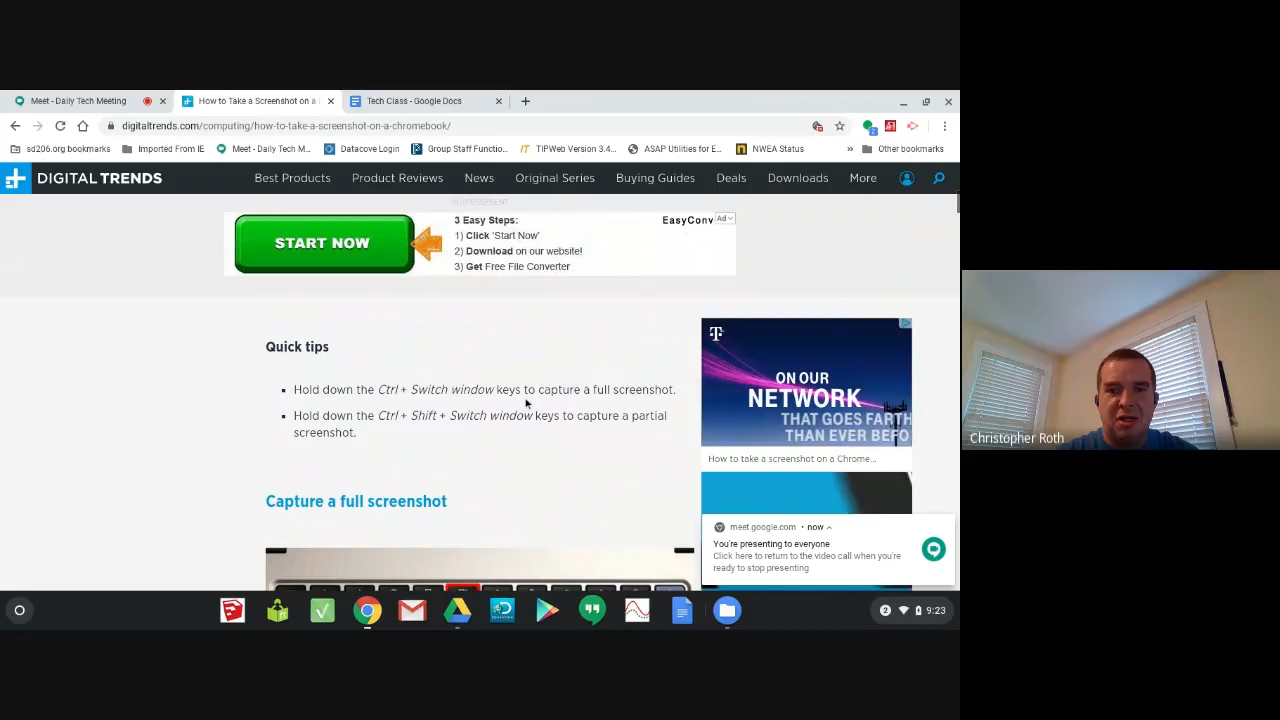 Meet - Daily Tech Meeting
How to Take a Screenshot on a
Tech Class - Google Docs
digitaltrends.com/computing/how-to-take-a-screenshot-on-a-chromebook/
sd206.org bookmarks Imported From IE Meet - Daily Tech M... Datacove Login Group Staff Functio... TIPWeb Version 3.4... ASAP Utilities for E... NWEA Status » Other bookmarks
DIGITAL TRENDS Best Products Product Reviews News Original Series Buying Guides Deals Downloads More
ADVERTISEMENT
START NOW
3 Easy Steps:
1) Click 'Start Now'
2) Download on our website!
3) Get Free File Converter
EasyConv
Ad
Quick tips
Hold down the Ctrl + Switch window keys to capture a full screenshot.
Hold down the Ctrl + Shift + Switch window keys to capture a partial
screenshot.
Capture a full screenshot
T
ON OUR
NETWORK
THAT GOES FARTH
THAN EVER BEFO
How to take a screenshot on a Chrome...
meet.google.com • now
You're presenting to everyone
Click here to return to the video call when you're
ready to stop presenting
Christopher Roth
2 9:23